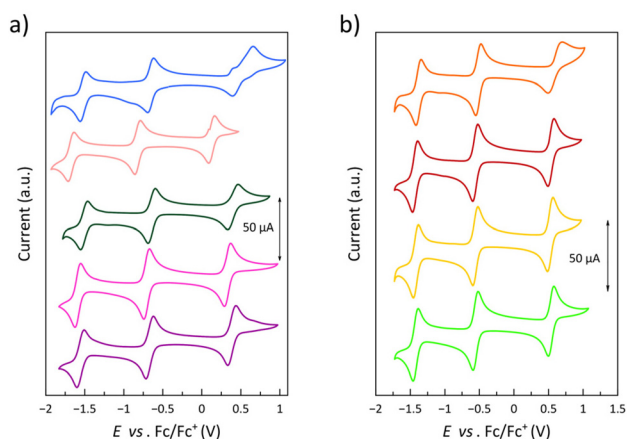 a)
b)
Current (a.u.)
50 µA
−2 −1.5 −1 −0.5 0 0.5 1
E vs. Fc/Fc⁺ (V)
Current (a.u.)
50 µA
−2 −1.5 −1 −0.5 0 0.5 1 1.5
E vs. Fc/Fc⁺ (V)